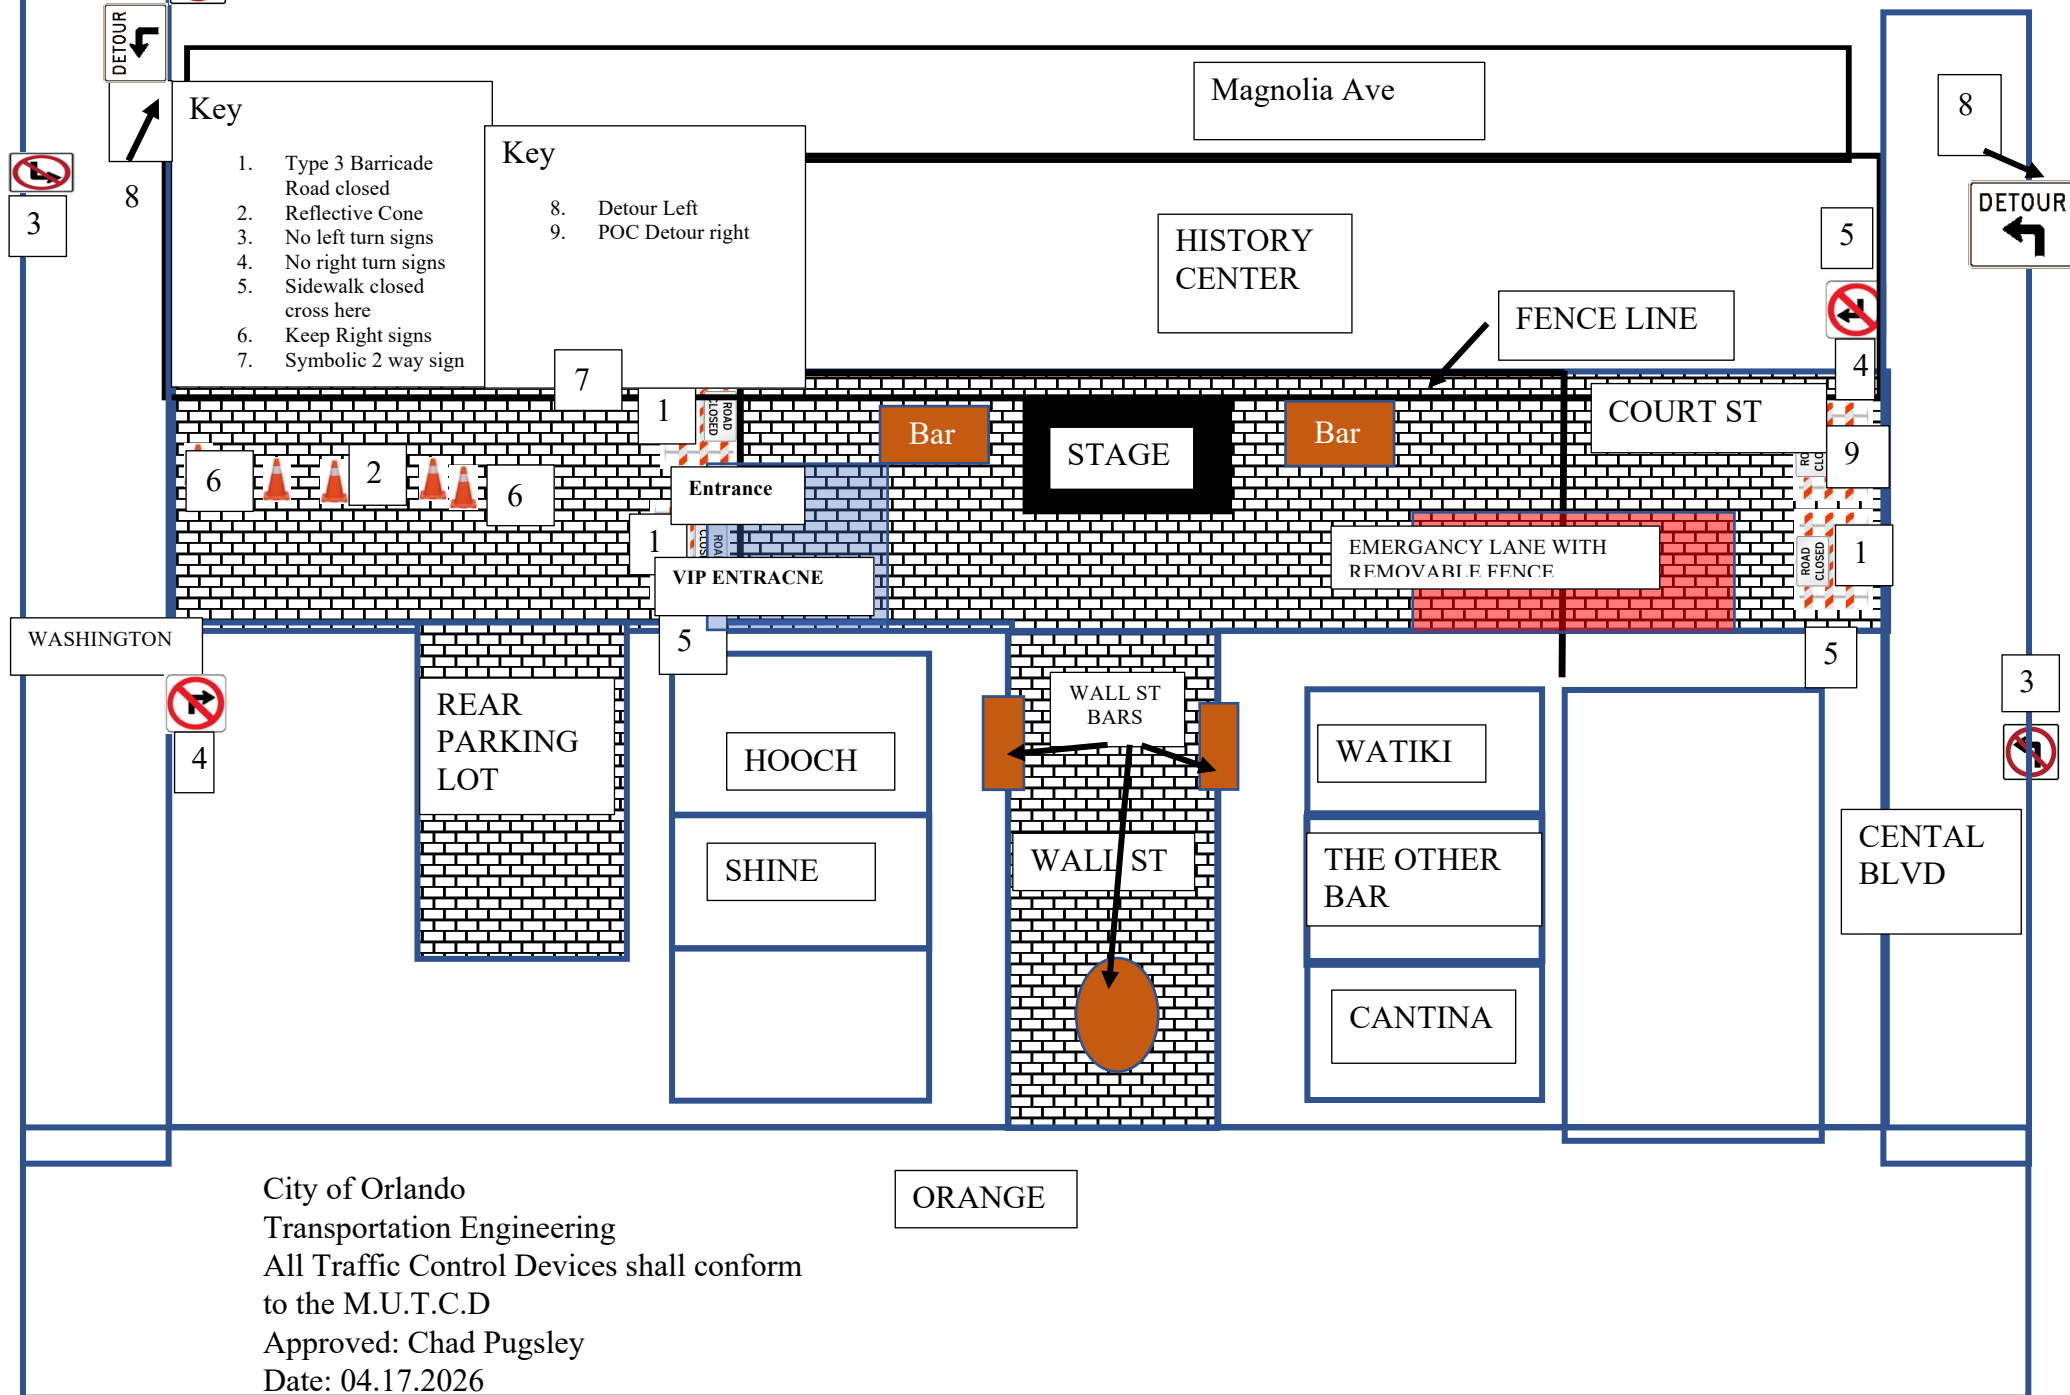 DETOUR
Magnolia Ave
8
Key
1. Type 3 Barricade
Road closed
2. Reflective Cone
3. No left turn signs
4. No right turn signs
5. Sidewalk closed
cross here
6. Keep Right signs
7. Symbolic 2 way sign
Key
8. Detour Left
9. POC Detour right
8
3
DETOUR
5
HISTORY
CENTER
FENCE LINE
4
7
1
ROAD
CLOSED
COURT ST
Bar
STAGE
Bar
9
RO
CLO
6
2
6
Entrance
1
ROA
CLOS
EMERGANCY LANE WITH
REMOVABLE FENCE
ROAD
CLOSED
1
VIP ENTRACNE
WASHINGTON
5
5
3
4
REAR
PARKING
LOT
HOOCH
WALL ST
BARS
WATIKI
SHINE
WALL ST
THE OTHER
BAR
CENTAL
BLVD
CANTINA
ORANGE
City of Orlando
Transportation Engineering
All Traffic Control Devices shall conform
to the M.U.T.C.D
Approved: Chad Pugsley
Date: 04.17.2026